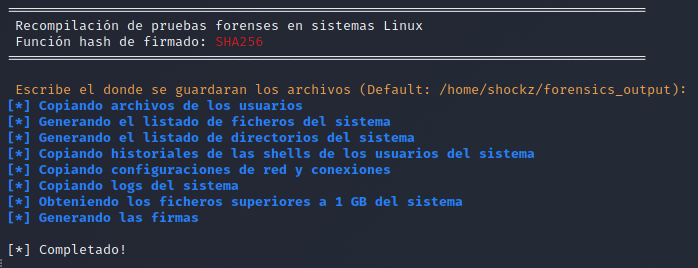 Recompilación de pruebas forenses en sistemas Linux
Función hash de firmado: SHA256
Escribe el donde se guardaran los archivos (Default: /home/shockz/forensics_output):
[*] Copiando archivos de los usuarios
[*] Generando el listado de ficheros del sistema
[*] Generando el listado de directorios del sistema
[*] Copiando historiales de las shells de los usuarios del sistema
[*] Copiando configuraciones de red y conexiones
[*] Copiando logs del sistema
[*] Obteniendo los ficheros superiores a 1 GB del sistema
[*] Generando las firmas
[*] Completado!